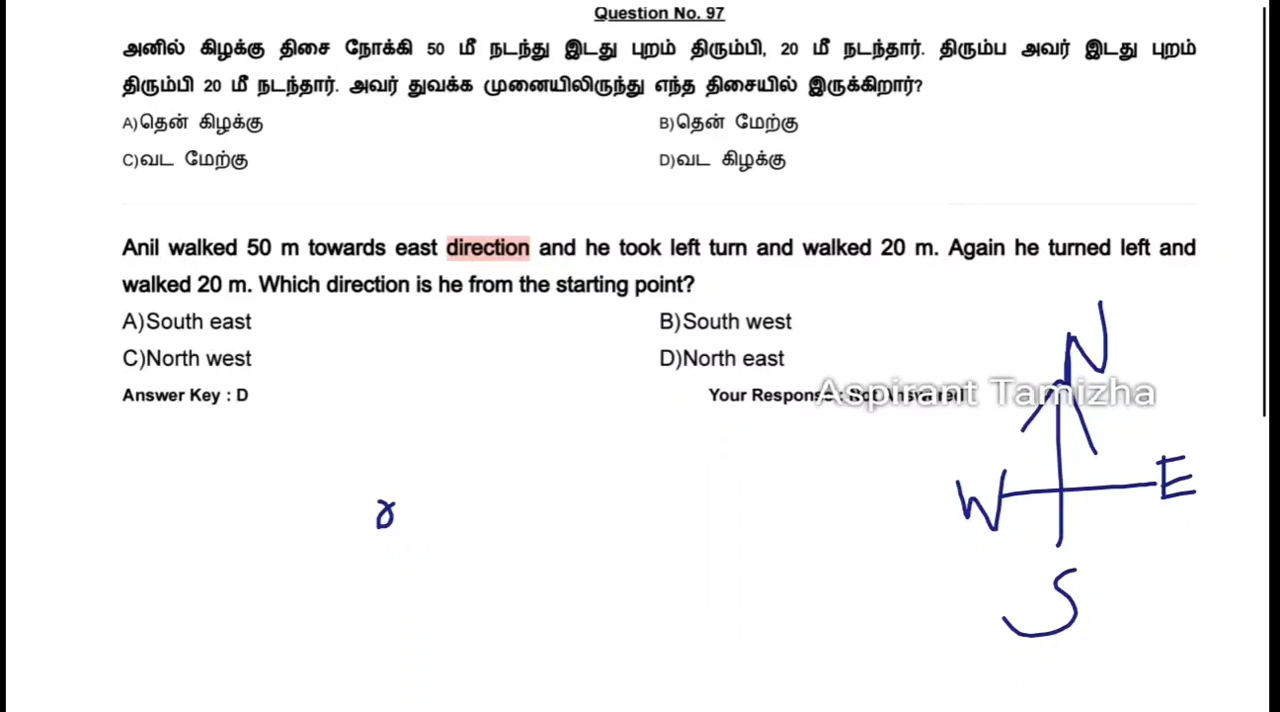 Question No. 97
அனில் கிழக்கு திசை நோக்கி 50 மீ நடந்து இடது புறம் திரும்பி, 20 மீ நடந்தார். திரும்ப அவர் இடது புறம்
திரும்பி 20 மீ நடந்தார். அவர் துவக்க முனையிலிருந்து எந்த திசையில் இருக்கிறார்?
A)தென் கிழக்கு B)தென் மேற்கு
C)வட மேற்கு D)வட கிழக்கு
Anil walked 50 m towards east direction and he took left turn and walked 20 m. Again he turned left and
walked 20 m. Which direction is he from the starting point?
A)South east B)South west
C)North west D)North east
Answer Key : D Your Response : Not Answered
Aspirant Tamizha
N
W E
S